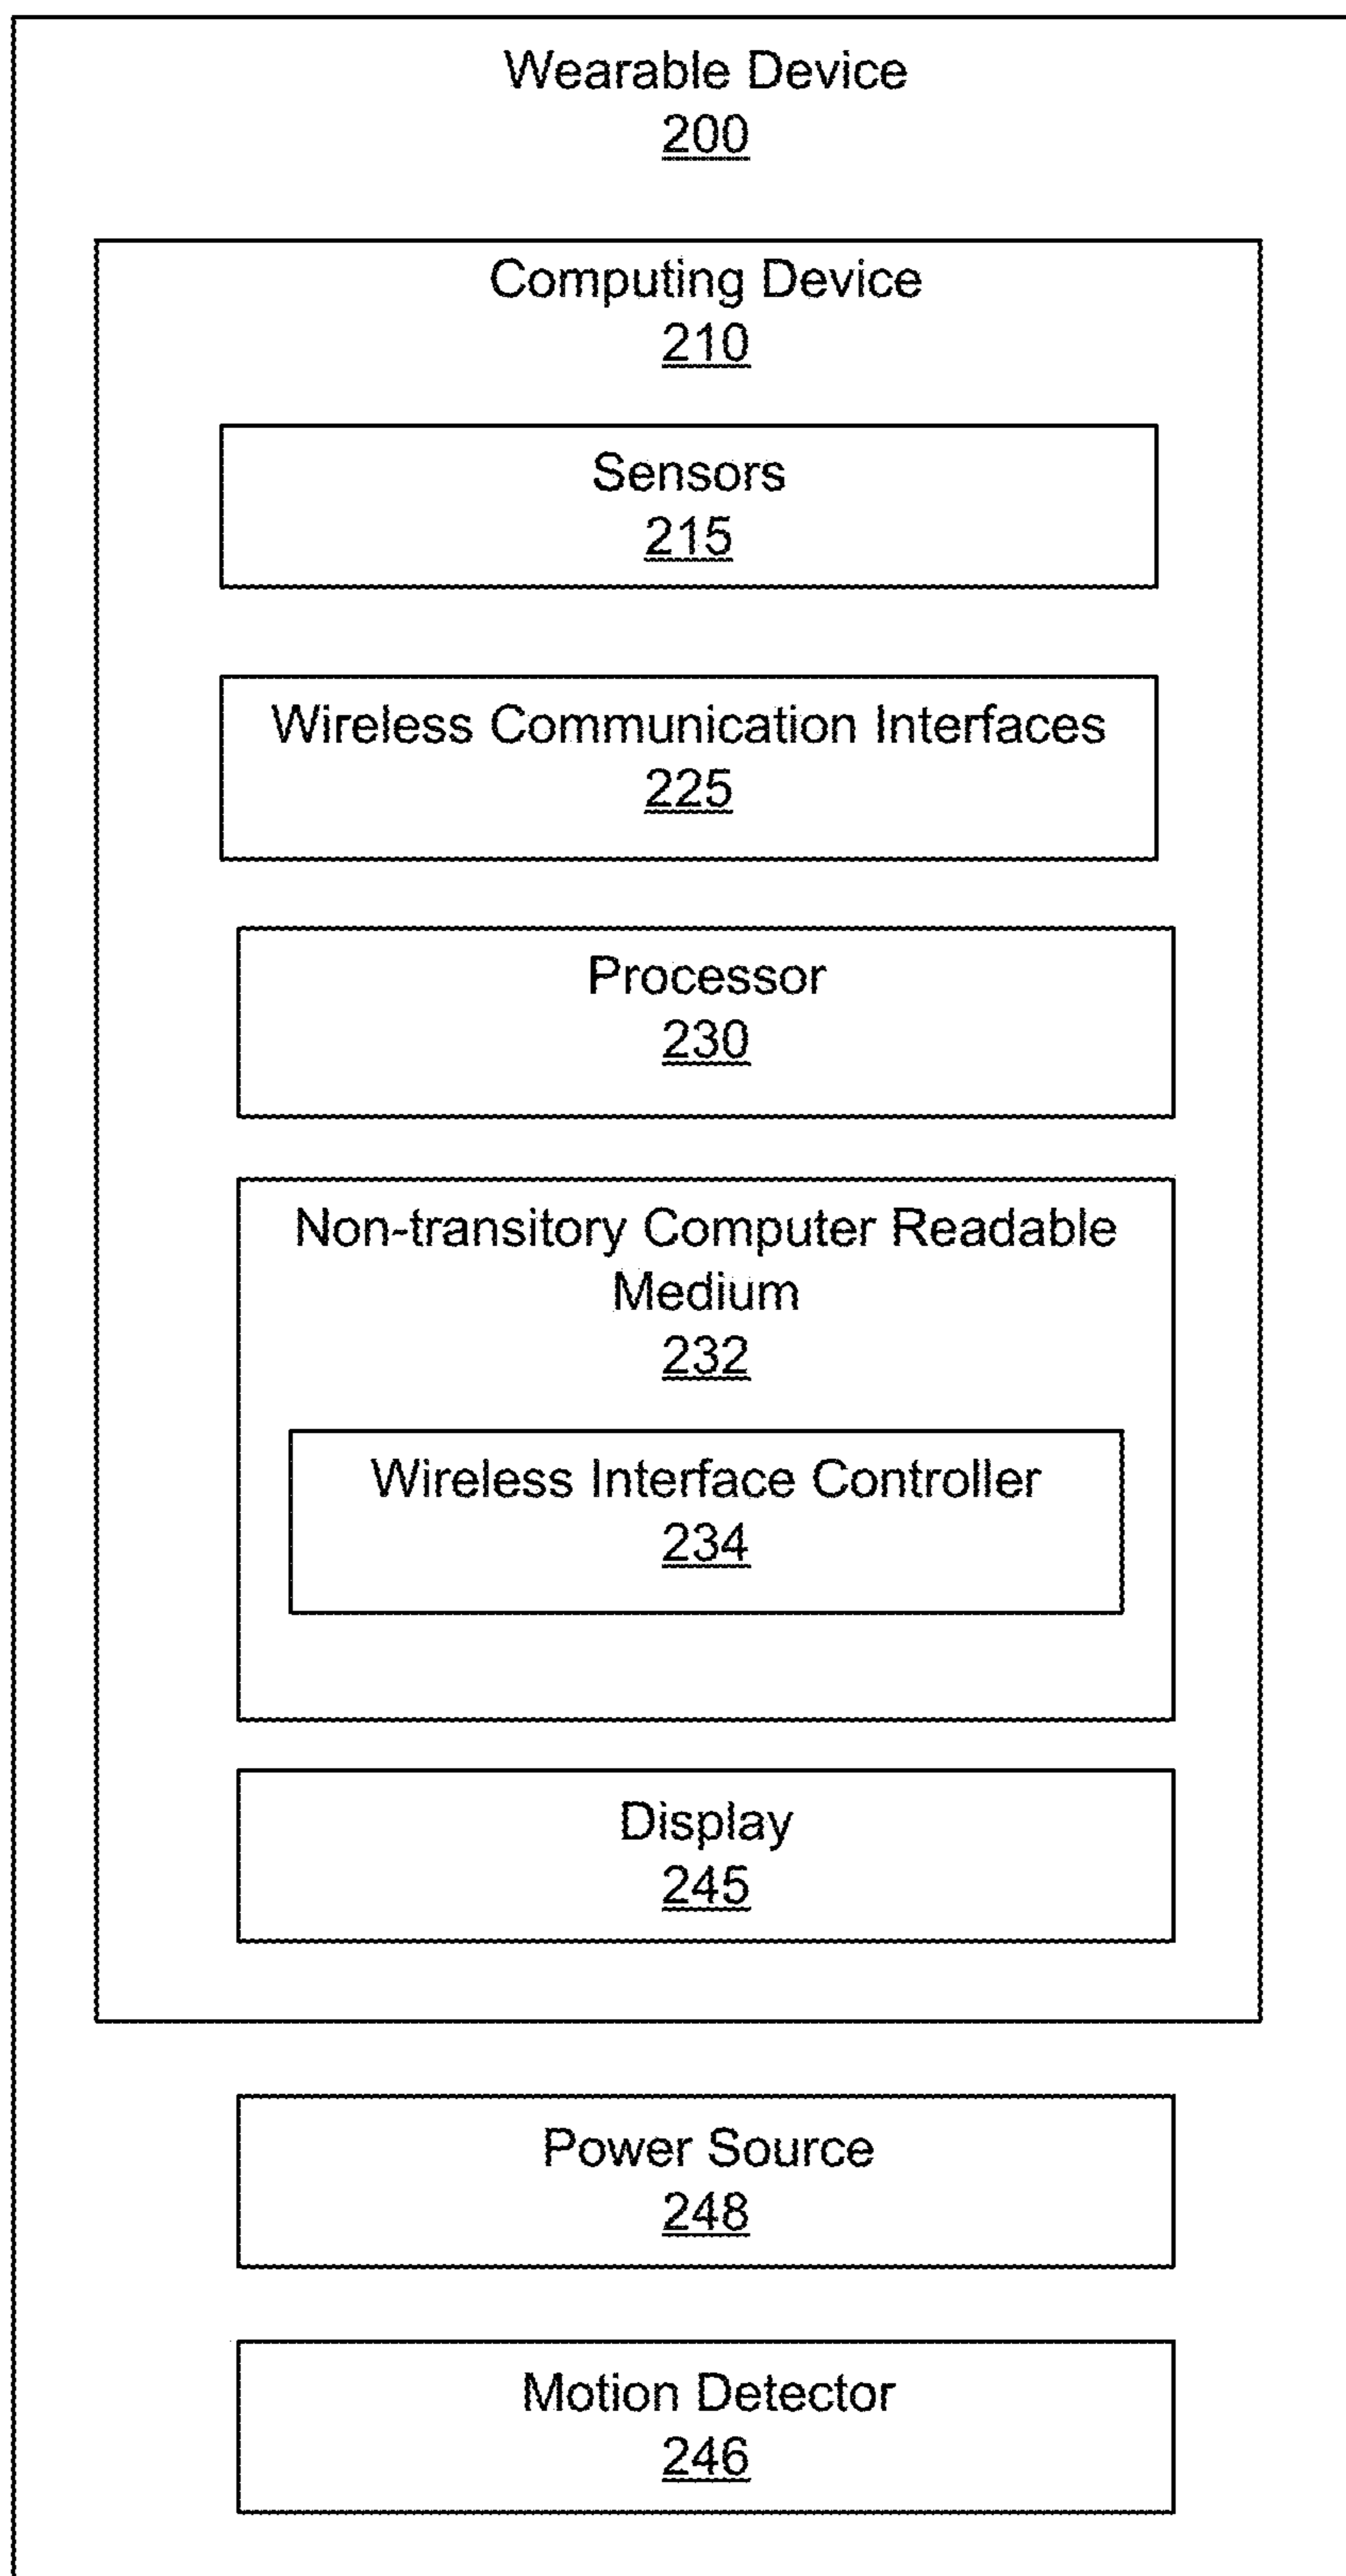 Wearable Device
200
Computing Device
210
Sensors
215
Wireless Communication Interfaces
225
Processor
230
Non-transitory Computer Readable
Medium
232
Wireless Interface Controller
234
Display
245
Power Source
248
Motion Detector
246